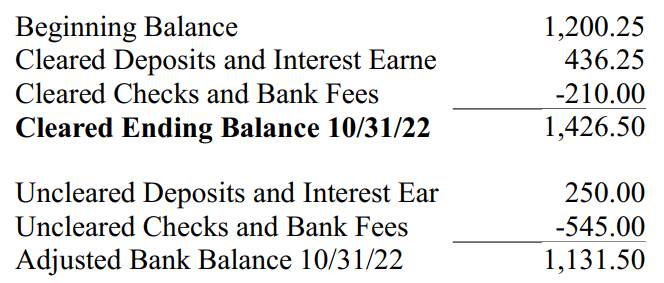 Beginning Balance 1,200.25
Cleared Deposits and Interest Earne 436.25
Cleared Checks and Bank Fees -210.00
Cleared Ending Balance 10/31/22 1,426.50
Uncleared Deposits and Interest Ear 250.00
Uncleared Checks and Bank Fees -545.00
Adjusted Bank Balance 10/31/22 1,131.50